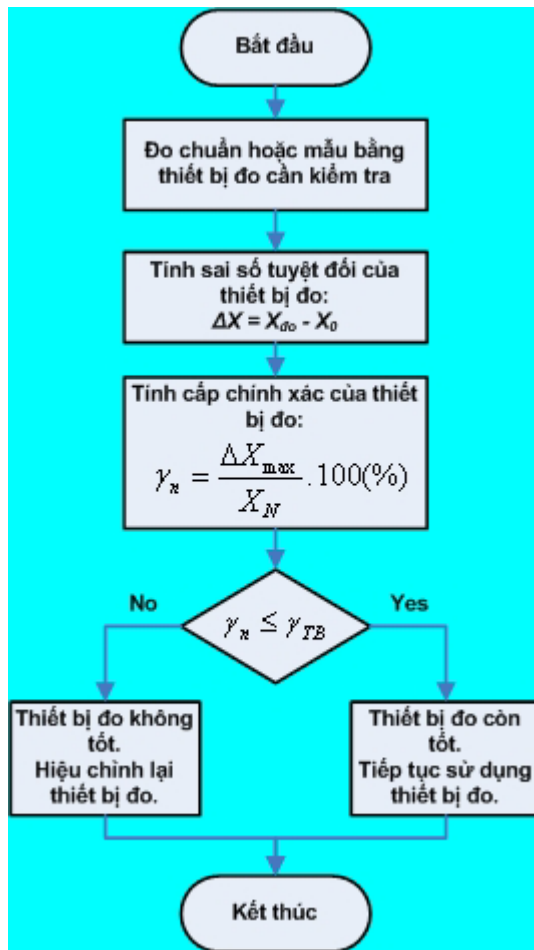 Bắt đầu
Đo chuẩn hoặc mẫu bằng
thiết bị đo cần kiểm tra
Tính sai số tuyệt đối của
thiết bị đo:
ΔX = X_đo - X_0
Tính cấp chính xác của thiết
bị đo:
γ_n = ΔX_max / X_N .100(%)
No
γ_n ≤ γ_TB
Yes
Thiết bị đo không
tốt.
Hiệu chỉnh lại
thiết bị đo.
Thiết bị đo còn
tốt.
Tiếp tục sử dụng
thiết bị đo.
Kết thúc